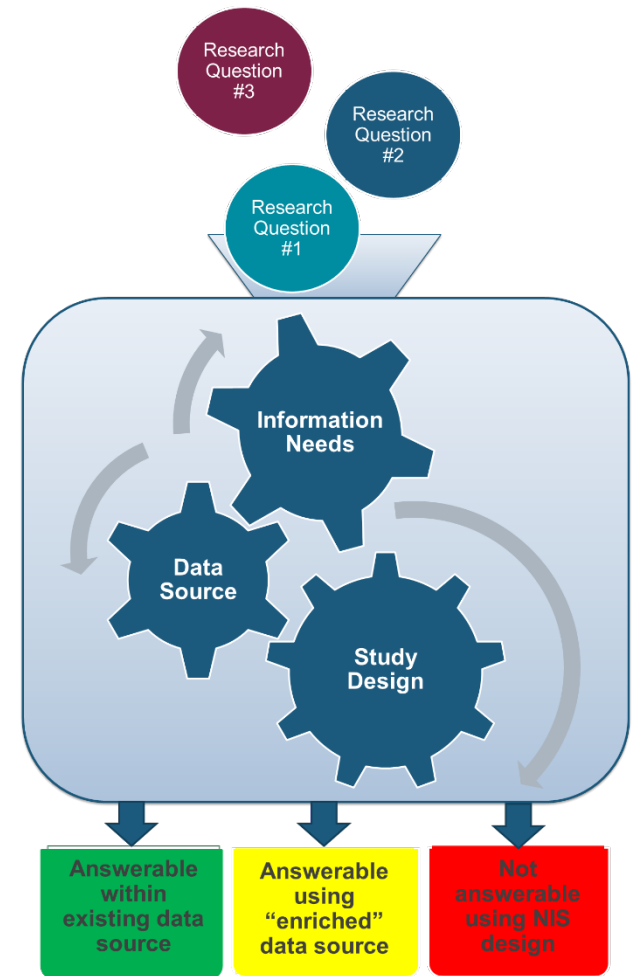 Research
Question
#3
Research
Question
#2
Research
Question
#1
Information
Needs
Data
Source
Study
Design
Answerable
within
existing data
source
Answerable
using
“enriched”
data source
Not
answerable
using NIS
design